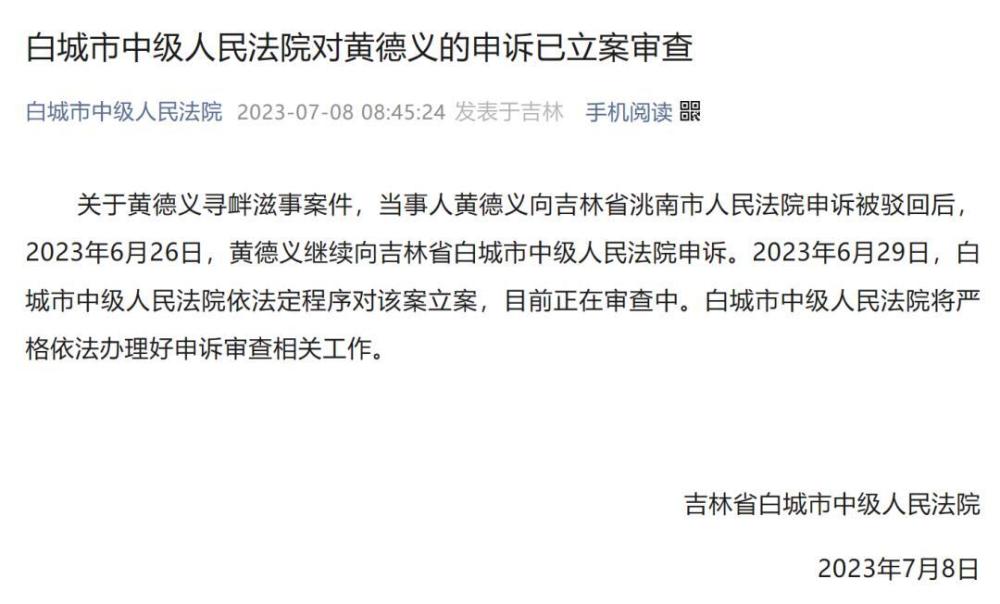 白城市中级人民法院对黄德义的申诉已立案审查
白城市中级人民法院 2023-07-08 08:45:24 发表于吉林 手机阅读
关于黄德义寻衅滋事案件，当事人黄德义向吉林省洮南市人民法院申诉被驳回后，
2023年6月26日，黄德义继续向吉林省白城市中级人民法院申诉。2023年6月29日，白
城市中级人民法院依法定程序对该案立案，目前正在审查中。白城市中级人民法院将严
格依法办理好申诉审查相关工作。
吉林省白城市中级人民法院
2023年7月8日